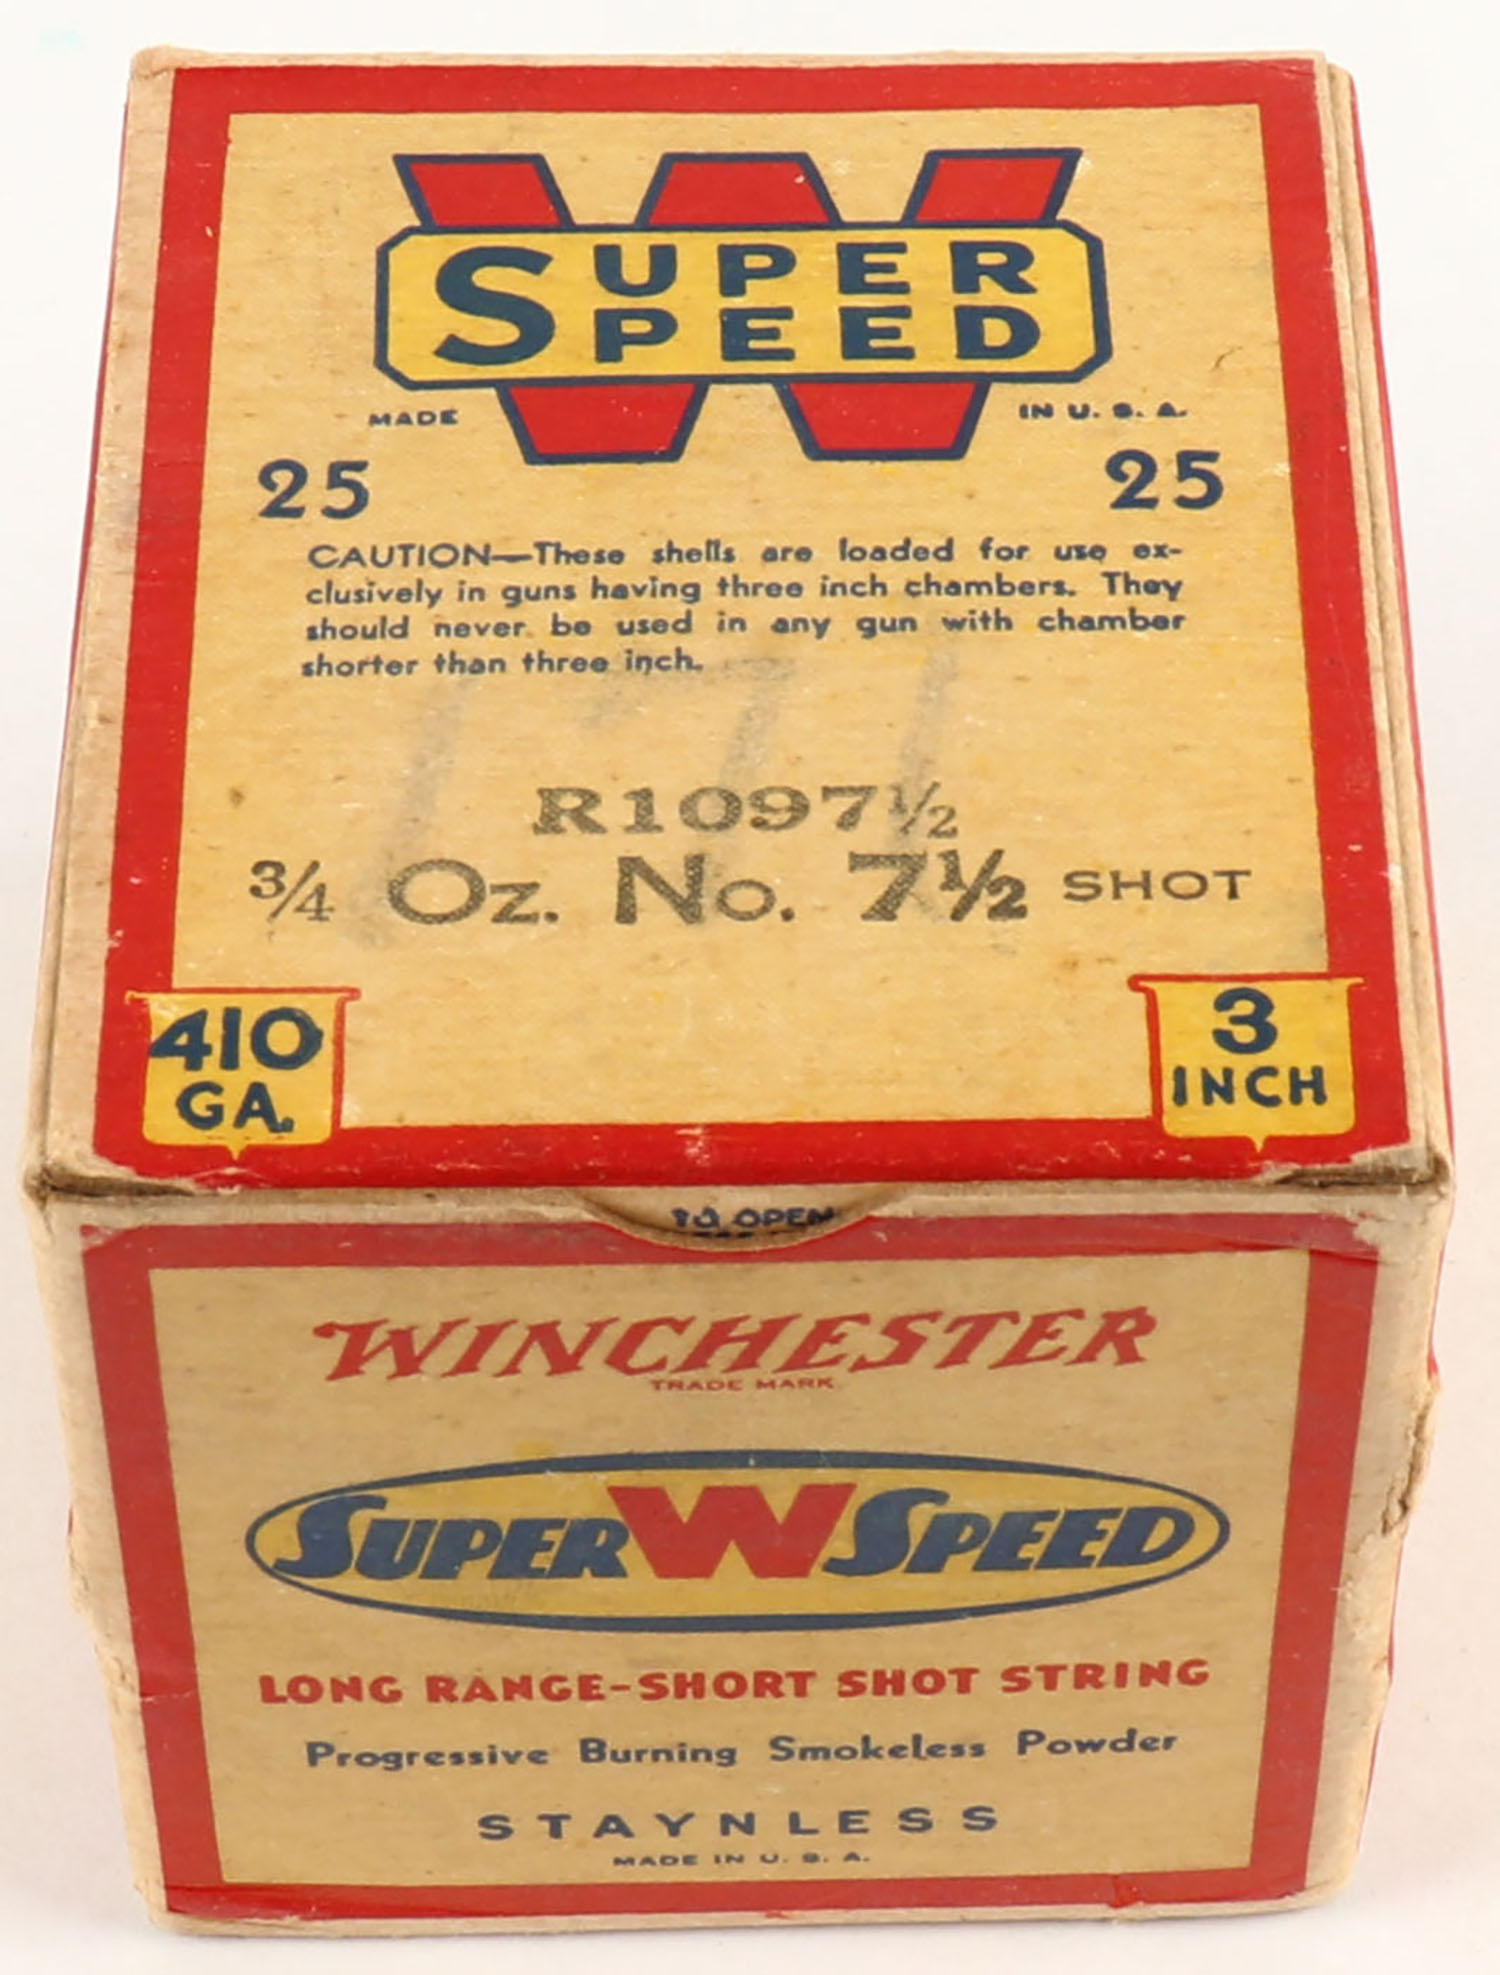 SUPER
SPEED
MADE IN U. S. A.
25 25
CAUTION—These shells are loaded for use ex-
clusively in guns having three inch chambers. They
should never be used in any gun with chamber
shorter than three inch.
R1097½
¾ Oz. No. 7½ SHOT
410
GA.
3
INCH
TO OPEN
WINCHESTER
TRADE MARK
SUPER W SPEED
LONG RANGE-SHORT SHOT STRING
Progressive Burning Smokeless Powder
STAYNLESS
MADE IN U. S. A.